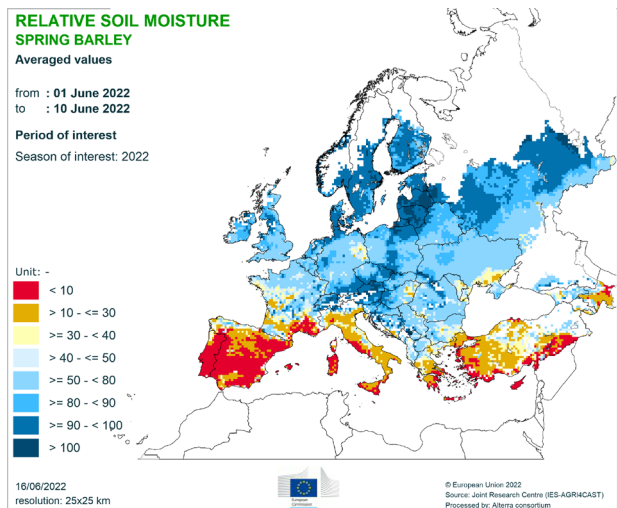 RELATIVE SOIL MOISTURE
SPRING BARLEY
Averaged values
from : 01 June 2022
to : 10 June 2022
Period of interest
Season of interest: 2022
Unit: -
< 10
> 10 - <= 30
>= 30 - < 40
> 40 - <= 50
>= 50 - < 80
>= 80 - < 90
>= 90 - < 100
> 100
16/06/2022
resolution: 25x25 km
European
Commission
© European Union 2022
Source: Joint Research Centre (IES-AGRI4CAST)
Processed by: Alterra consortium